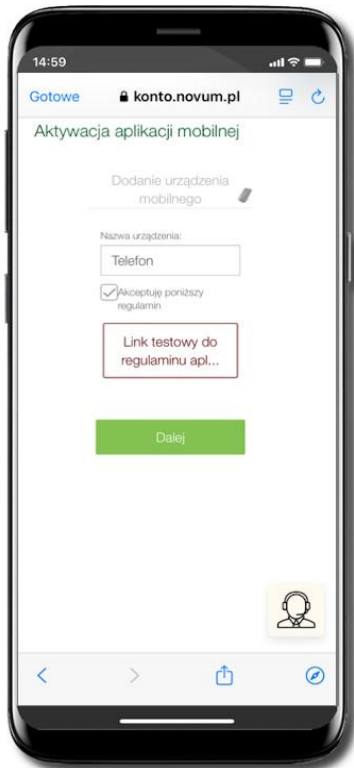 14:59
Gotowe konto.novum.pl
Aktywacja aplikacji mobilnej
Dodanie urządzenia
mobilnego
Nazwa urządzenia:
Telefon
Akceptuję poniższy
regulamin
Link testowy do
regulaminu apl...
Dalej